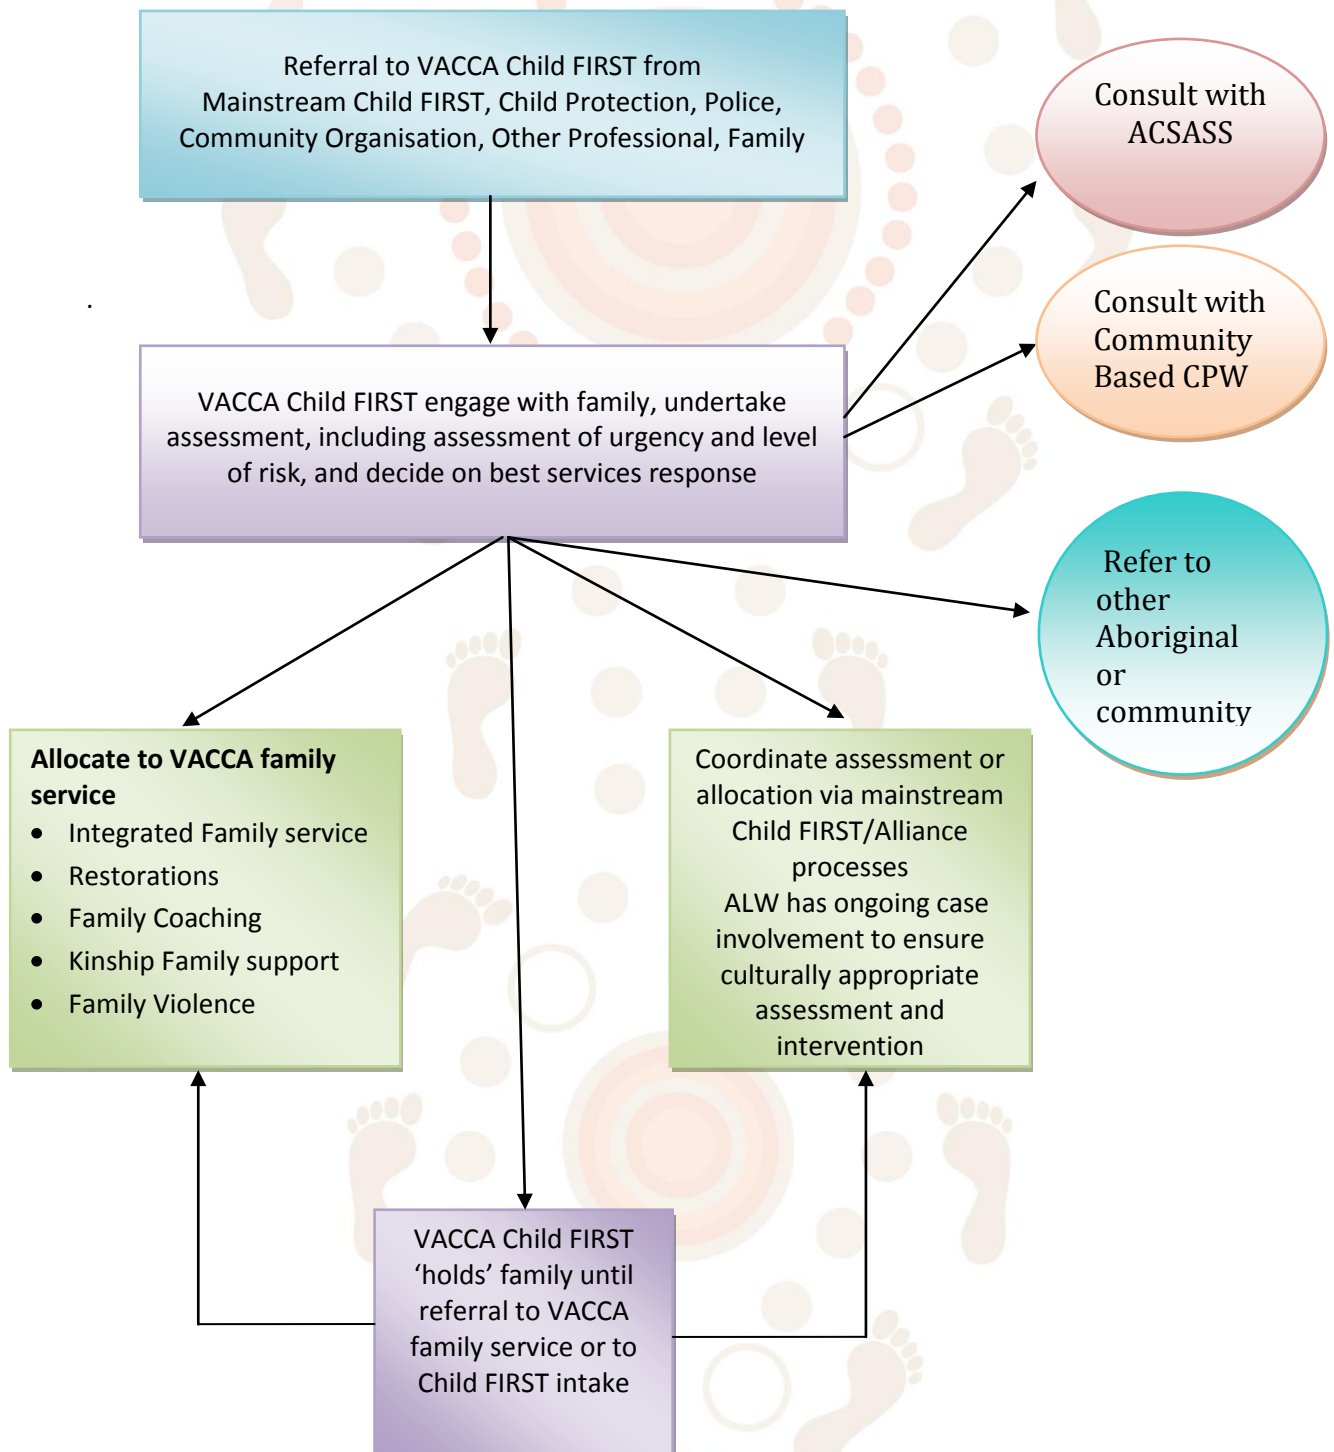 Referral to VACCA Child FIRST from
Mainstream Child FIRST, Child Protection, Police,
Community Organisation, Other Professional, Family
Consult with
ACSASS
.
Consult with
Community
Based CPW
VACCA Child FIRST engage with family, undertake
assessment, including assessment of urgency and level
of risk, and decide on best services response
Refer to
other
Aboriginal
or
community
Allocate to VACCA family
service
• Integrated Family service
• Restorations
• Family Coaching
• Kinship Family support
• Family Violence
Coordinate assessment or
allocation via mainstream
Child FIRST/Alliance
processes
ALW has ongoing case
involvement to ensure
culturally appropriate
assessment and
intervention
VACCA Child FIRST
‘holds’ family until
referral to VACCA
family service or to
Child FIRST intake